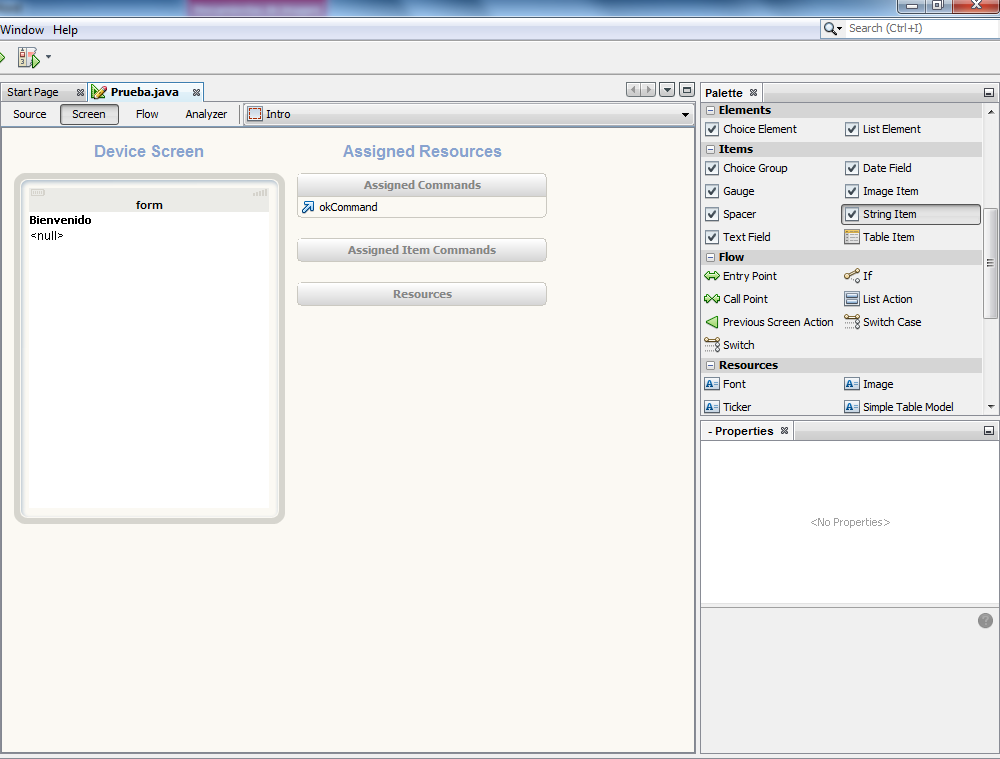 Window Help
Search (Ctrl+I)
Start Page
Prueba.java
Source Screen Flow Analyzer Intro
Device Screen
form
Bienvenido
<null>
Assigned Resources
Assigned Commands
okCommand
Assigned Item Commands
Resources
Palette
Elements
Choice Element List Element
Items
Choice Group Date Field
Gauge Image Item
Spacer String Item
Text Field Table Item
Flow
Entry Point If
Call Point List Action
Previous Screen Action Switch Case
Switch
Resources
Font Image
Ticker Simple Table Model
- Properties
<No Properties>